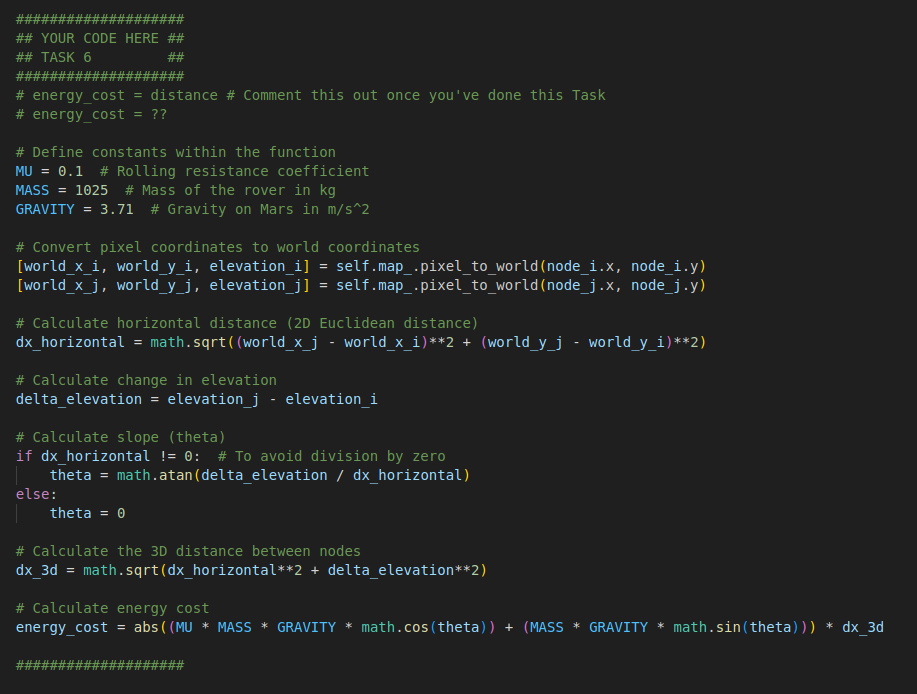 ####################
## YOUR CODE HERE ##
## TASK 6         ##
####################
# energy_cost = distance # Comment this out once you've done this Task
# energy_cost = ??

# Define constants within the function
MU = 0.1  # Rolling resistance coefficient
MASS = 1025  # Mass of the rover in kg
GRAVITY = 3.71  # Gravity on Mars in m/s^2

# Convert pixel coordinates to world coordinates
[world_x_i, world_y_i, elevation_i] = self.map_.pixel_to_world(node_i.x, node_i.y)
[world_x_j, world_y_j, elevation_j] = self.map_.pixel_to_world(node_j.x, node_j.y)

# Calculate horizontal distance (2D Euclidean distance)
dx_horizontal = math.sqrt((world_x_j - world_x_i)**2 + (world_y_j - world_y_i)**2)

# Calculate change in elevation
delta_elevation = elevation_j - elevation_i

# Calculate slope (theta)
if dx_horizontal != 0:  # To avoid division by zero
    theta = math.atan(delta_elevation / dx_horizontal)
else:
    theta = 0

# Calculate the 3D distance between nodes
dx_3d = math.sqrt(dx_horizontal**2 + delta_elevation**2)

# Calculate energy cost
energy_cost = abs((MU * MASS * GRAVITY * math.cos(theta)) + (MASS * GRAVITY * math.sin(theta))) * dx_3d

####################